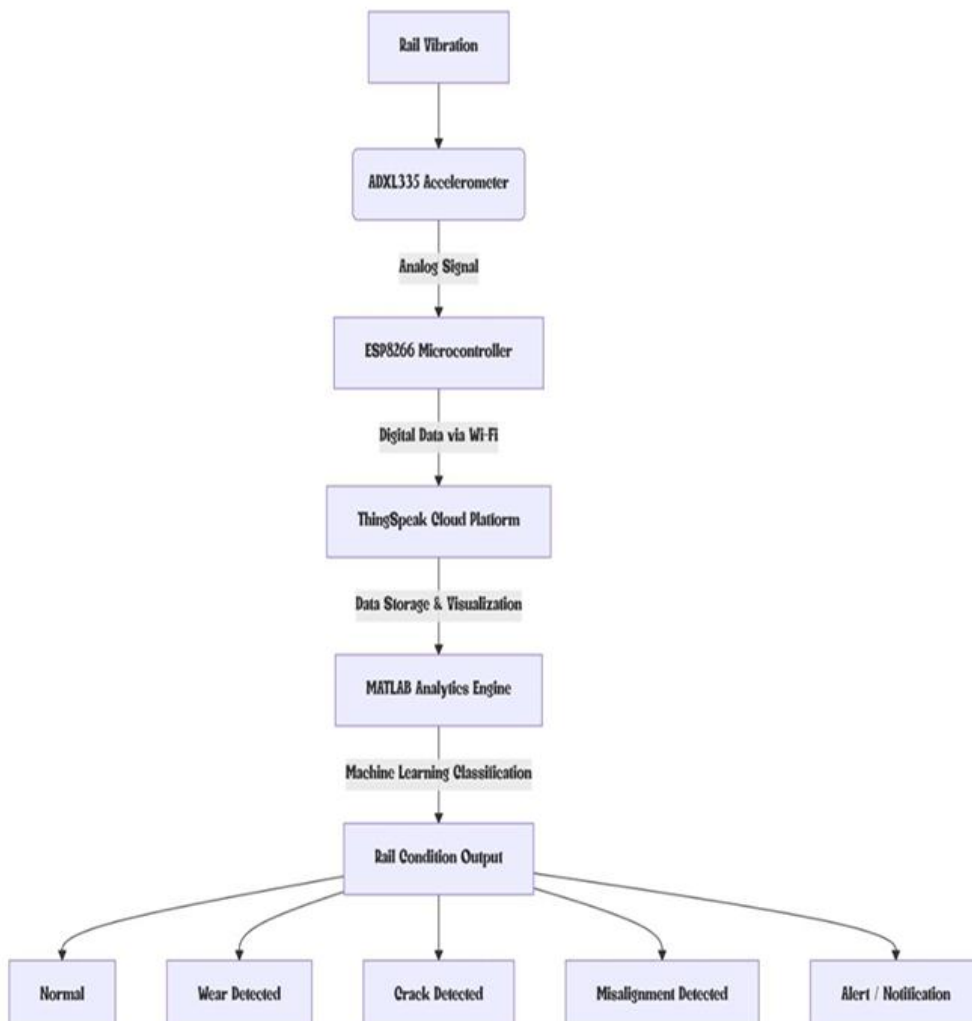 Rail Vibration
ADXL335 Accelerometer
Analog Signal
ESP8266 Microcontroller
Digital Data via Wi-Fi
ThingSpeak Cloud Platform
Data Storage & Visualization
MATLAB Analytics Engine
Machine Learning Classification
Rail Condition Output
Normal
Wear Detected
Crack Detected
Misalignment Detected
Alert / Notification